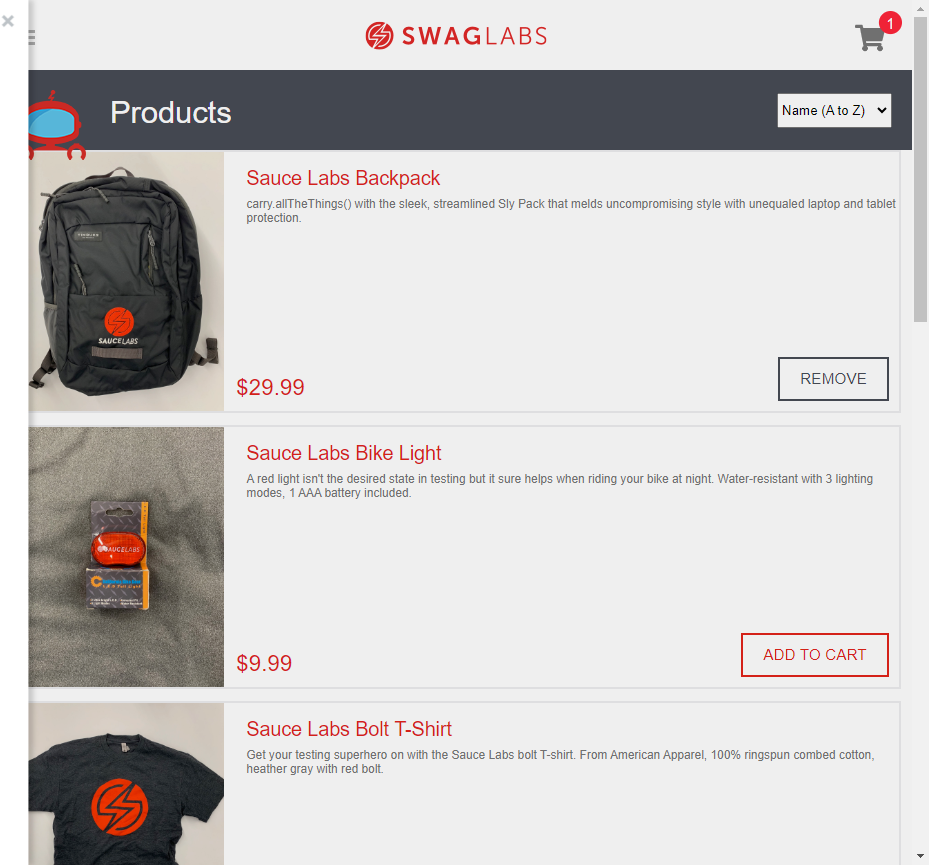 SWAGLABS
1
Products
Name (A to Z)
Sauce Labs Backpack
carry.allTheThings() with the sleek, streamlined Sly Pack that melds uncompromising style with unequaled laptop and tablet
protection.
SAUCELABS
$29.99
REMOVE
Sauce Labs Bike Light
A red light isn't the desired state in testing but it sure helps when riding your bike at night. Water-resistant with 3 lighting
modes, 1 AAA battery included.
SAUCELABS
$9.99
ADD TO CART
Sauce Labs Bolt T-Shirt
Get your testing superhero on with the Sauce Labs bolt T-shirt. From American Apparel, 100% ringspun combed cotton,
heather gray with red bolt.